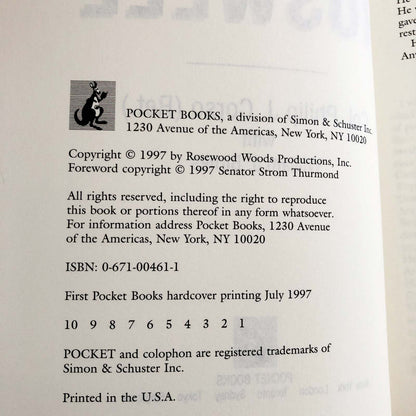 POCKET BOOKS, a division of Simon & Schuster Inc.
1230 Avenue of the Americas, New York, NY 10020
Copyright © 1997 by Rosewood Woods Productions, Inc.
Foreword copyright © 1997 Senator Strom Thurmond
All rights reserved, including the right to reproduce
this book or portions thereof in any form whatsoever.
For information address Pocket Books, 1230 Avenue
of the Americas, New York, NY 10020
ISBN: 0-671-00461-1
First Pocket Books hardcover printing July 1997
10 9 8 7 6 5 4 3 2 1
POCKET and colophon are registered trademarks of
Simon & Schuster Inc.
Printed in the U.S.A.
He
gave
rest